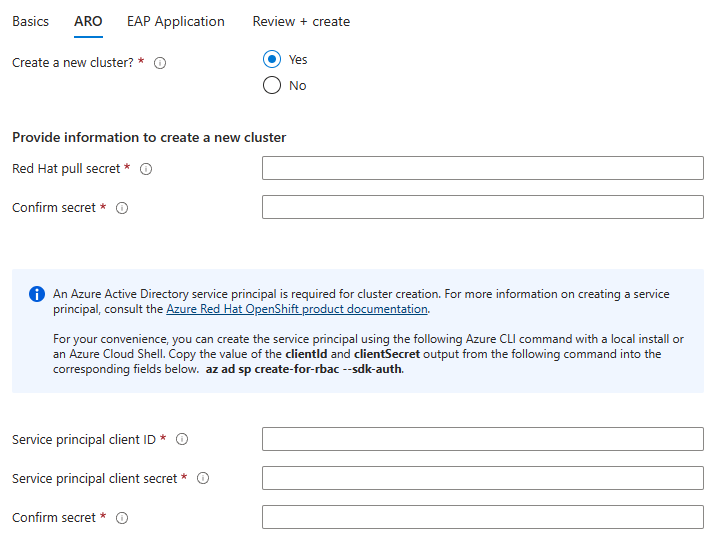 Basics ARO EAP Application Review + create
Create a new cluster? *
Yes
No
Provide information to create a new cluster
Red Hat pull secret *
Confirm secret *
An Azure Active Directory service principal is required for cluster creation. For more information on creating a service
principal, consult the Azure Red Hat OpenShift product documentation.
For your convenience, you can create the service principal using the following Azure CLI command with a local install or
an Azure Cloud Shell. Copy the value of the clientId and clientSecret output from the following command into the
corresponding fields below. az ad sp create-for-rbac --sdk-auth.
Service principal client ID *
Service principal client secret *
Confirm secret *